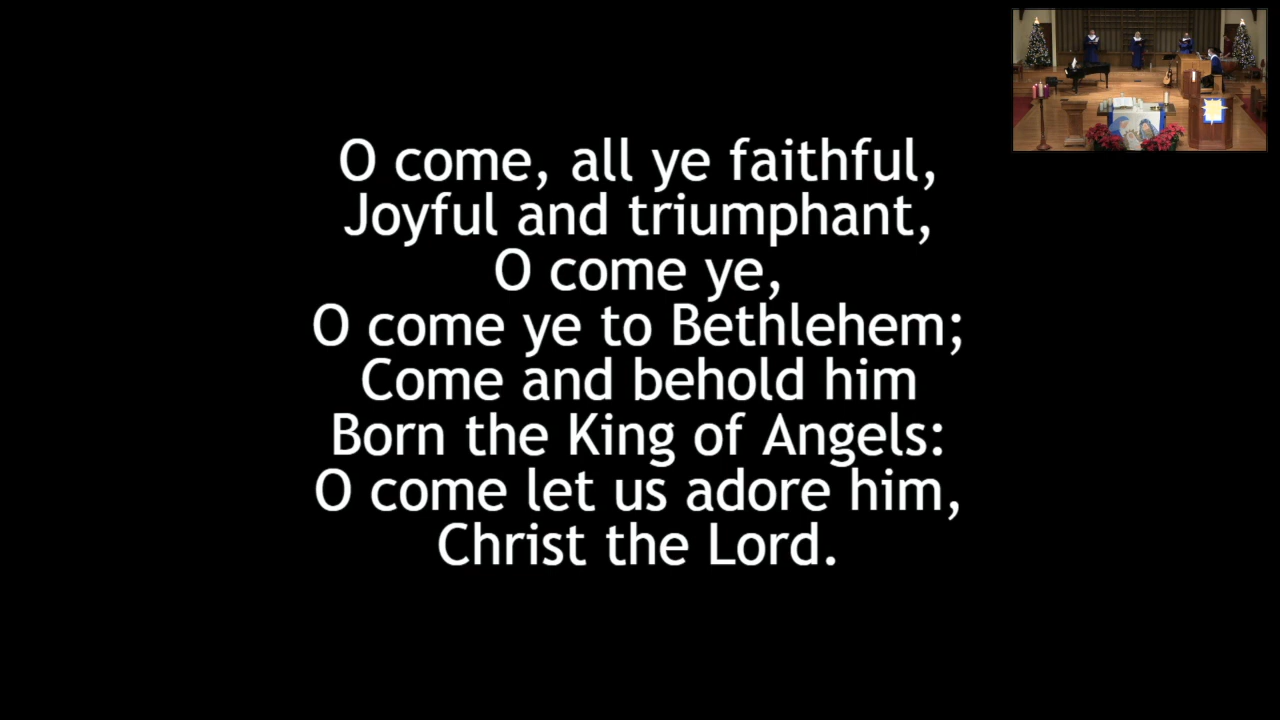 O come, all ye faithful,
Joyful and triumphant,
O come ye,
O come ye to Bethlehem;
Come and behold him
Born the King of Angels:
O come let us adore him,
Christ the Lord.